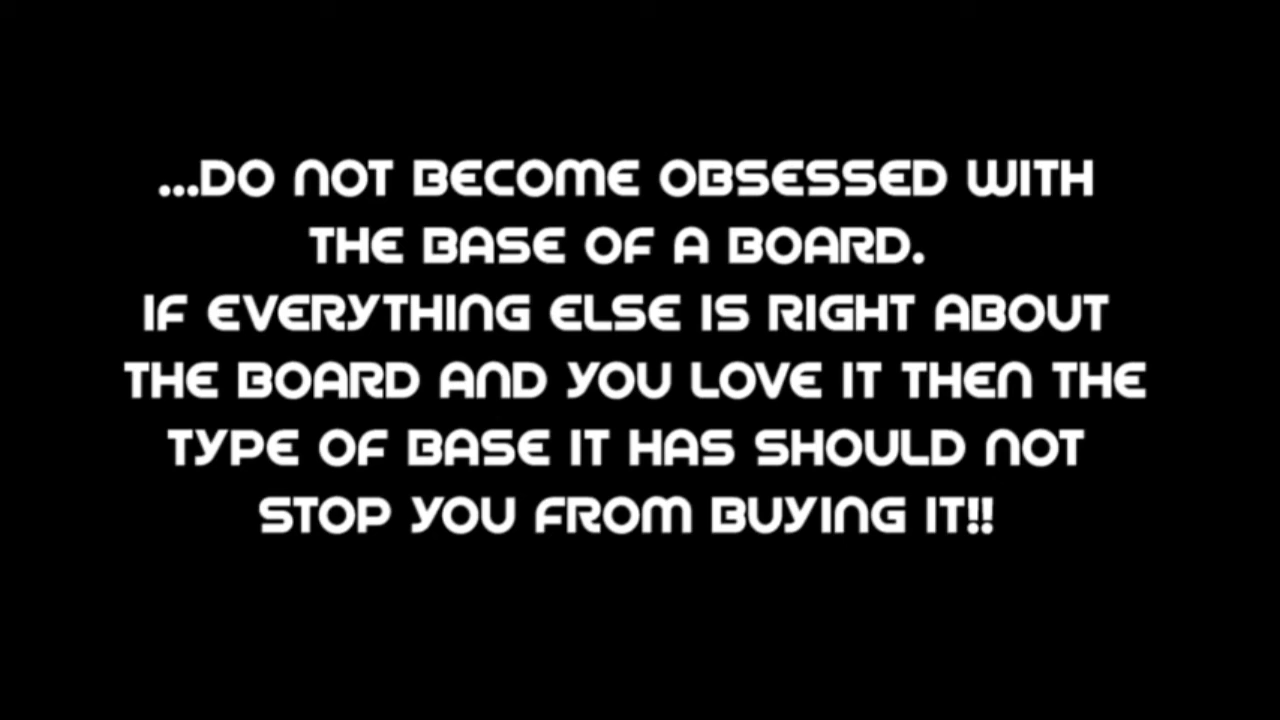 ...DO NOT BECOME OBSESSED WITH
THE BASE OF A BOARD.
IF EVERYTHING ELSE IS RIGHT ABOUT
THE BOARD AND YOU LOVE IT THEN THE
TYPE OF BASE IT HAS SHOULD NOT
STOP YOU FROM BUYING IT!!